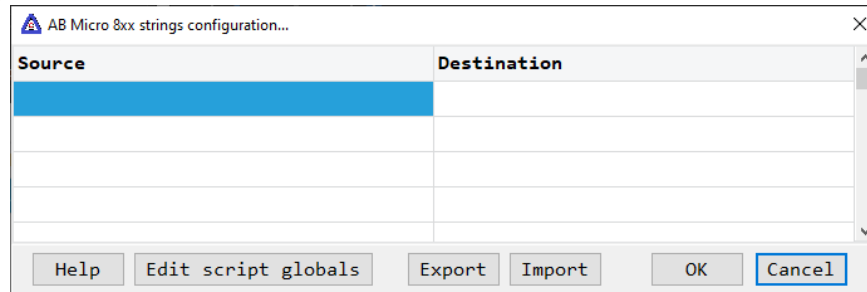 AB Micro 8xx strings configuration...
Source Destination
Help Edit script globals Export Import OK Cancel